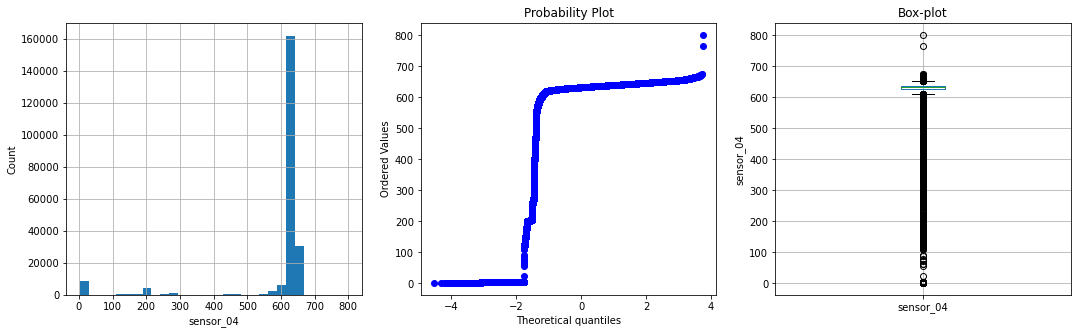 160000
140000
120000
100000
80000
60000
40000
20000
0
Count
0 100 200 300 400 500 600 700 800
sensor_04
Probability Plot
800
700
600
500
400
300
200
100
0
Ordered Values
−4 −2 0 2 4
Theoretical quantiles
Box-plot
800
700
600
500
400
300
200
100
0
sensor_04
sensor_04